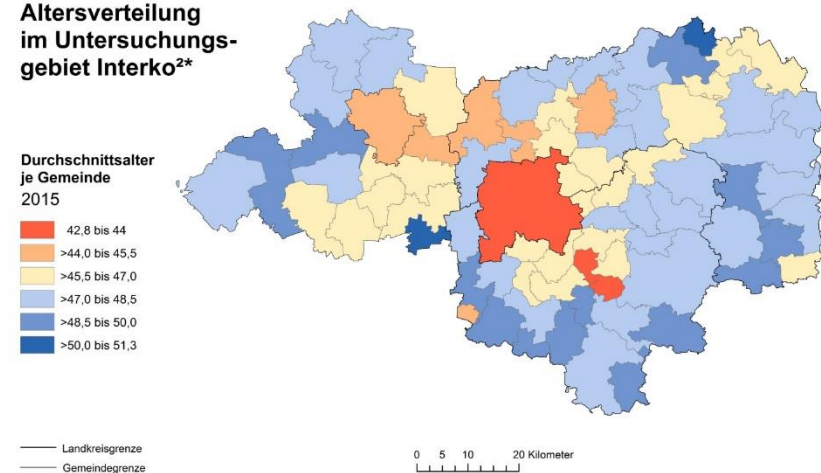 Altersverteilung
im Untersuchungs-
gebiet Interko²*
Durchschnittsalter
je Gemeinde
2015
42,8 bis 44
>44,0 bis 45,5
>45,5 bis 47,0
>47,0 bis 48,5
>48,5 bis 50,0
>50,0 bis 51,3
Landkreisgrenze
Gemeindegrenze
0 5 10 20 Kilometer